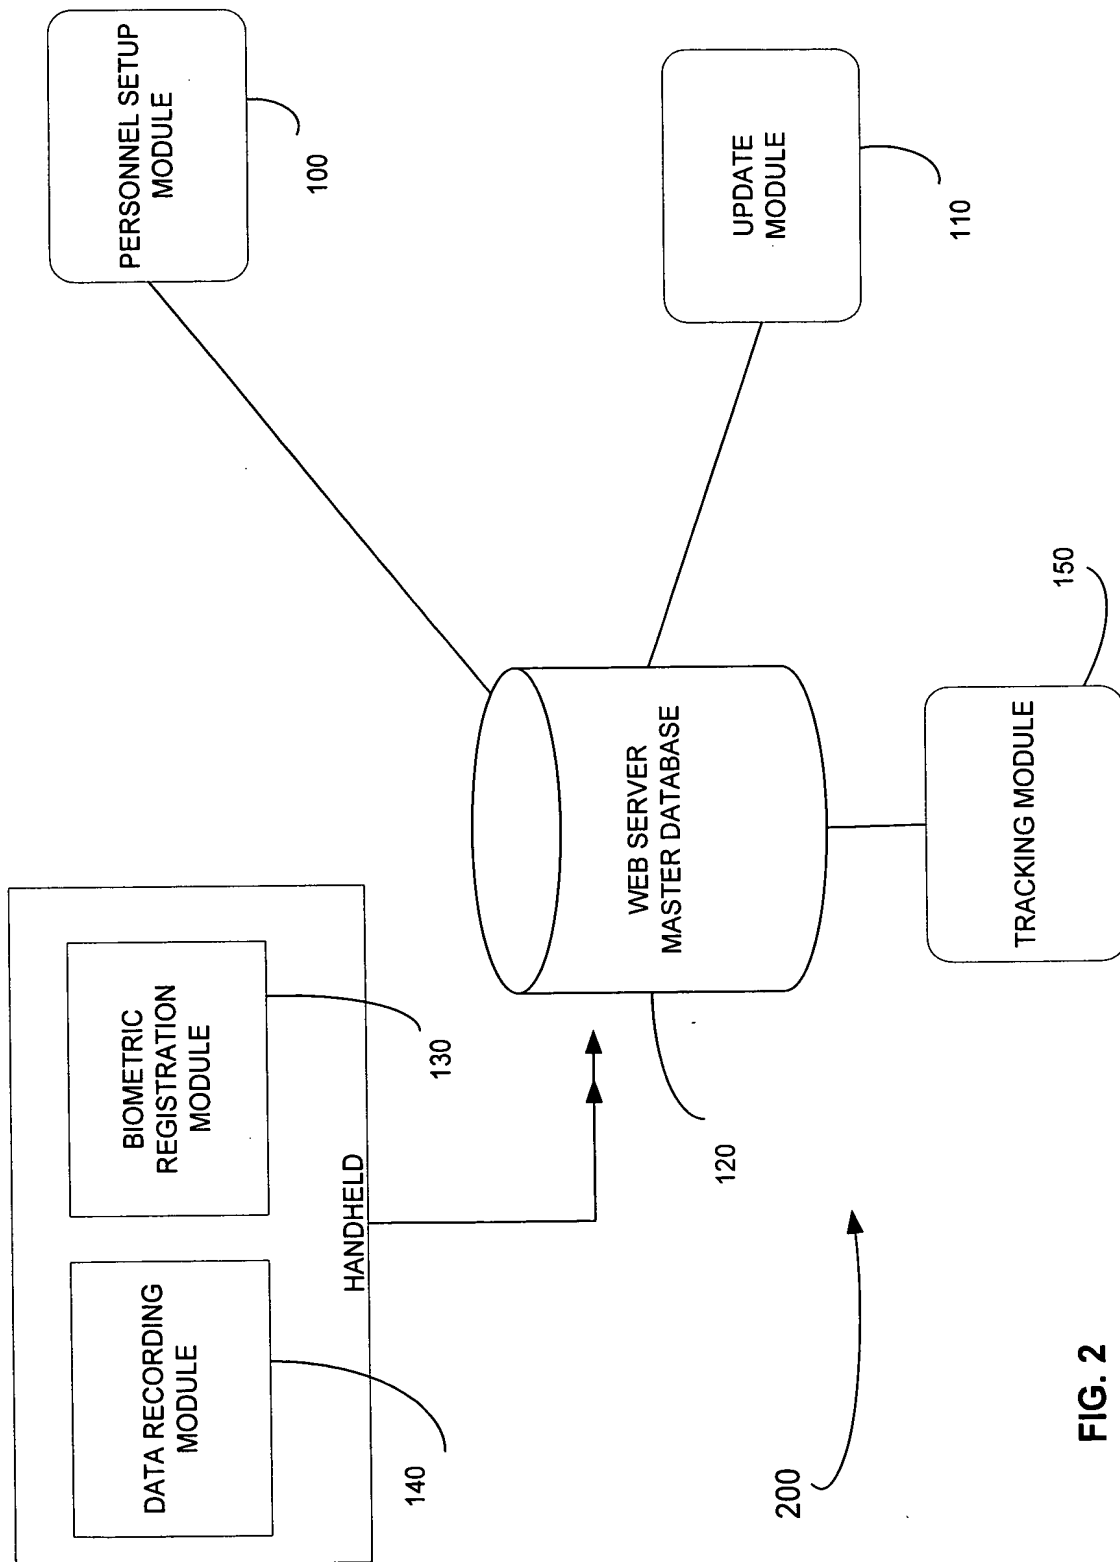 DATA RECORDING
MODULE
140
BIOMETRIC
REGISTRATION
MODULE
130
HANDHELD
PERSONNEL SETUP
MODULE
100
WEB SERVER
MASTER DATABASE
120
UPDATE
MODULE
110
TRACKING MODULE
150
200
FIG. 2